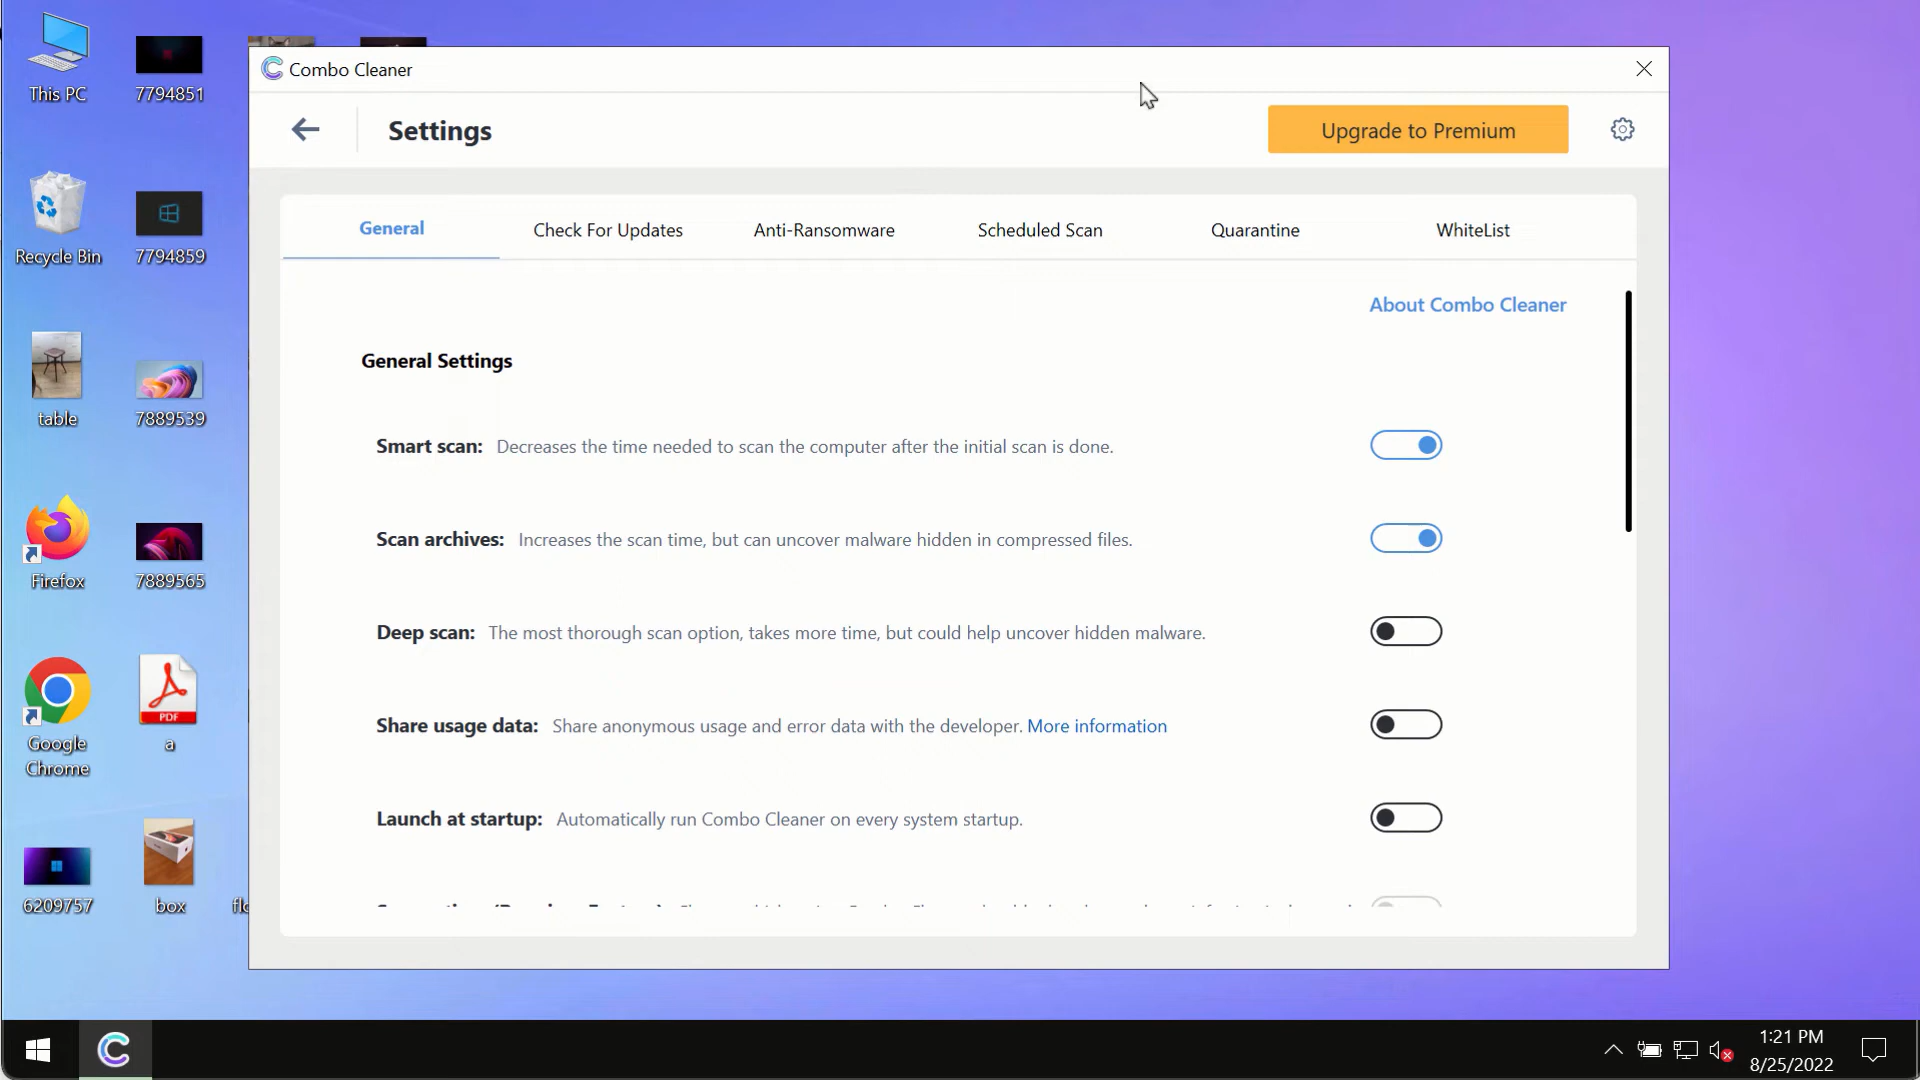 This PC
7794851
Recycle Bin
7794859
table
7889539
Firefox
7889565
Google
Chrome
a
PDF
6209757
box
Combo Cleaner
Settings
Upgrade to Premium
General
Check For Updates
Anti-Ransomware
Scheduled Scan
Quarantine
WhiteList
About Combo Cleaner
General Settings
Smart scan: Decreases the time needed to scan the computer after the initial scan is done.
Scan archives: Increases the scan time, but can uncover malware hidden in compressed files.
Deep scan: The most thorough scan option, takes more time, but could help uncover hidden malware.
Share usage data: Share anonymous usage and error data with the developer. More information
Launch at startup: Automatically run Combo Cleaner on every system startup.
1:21 PM
8/25/2022